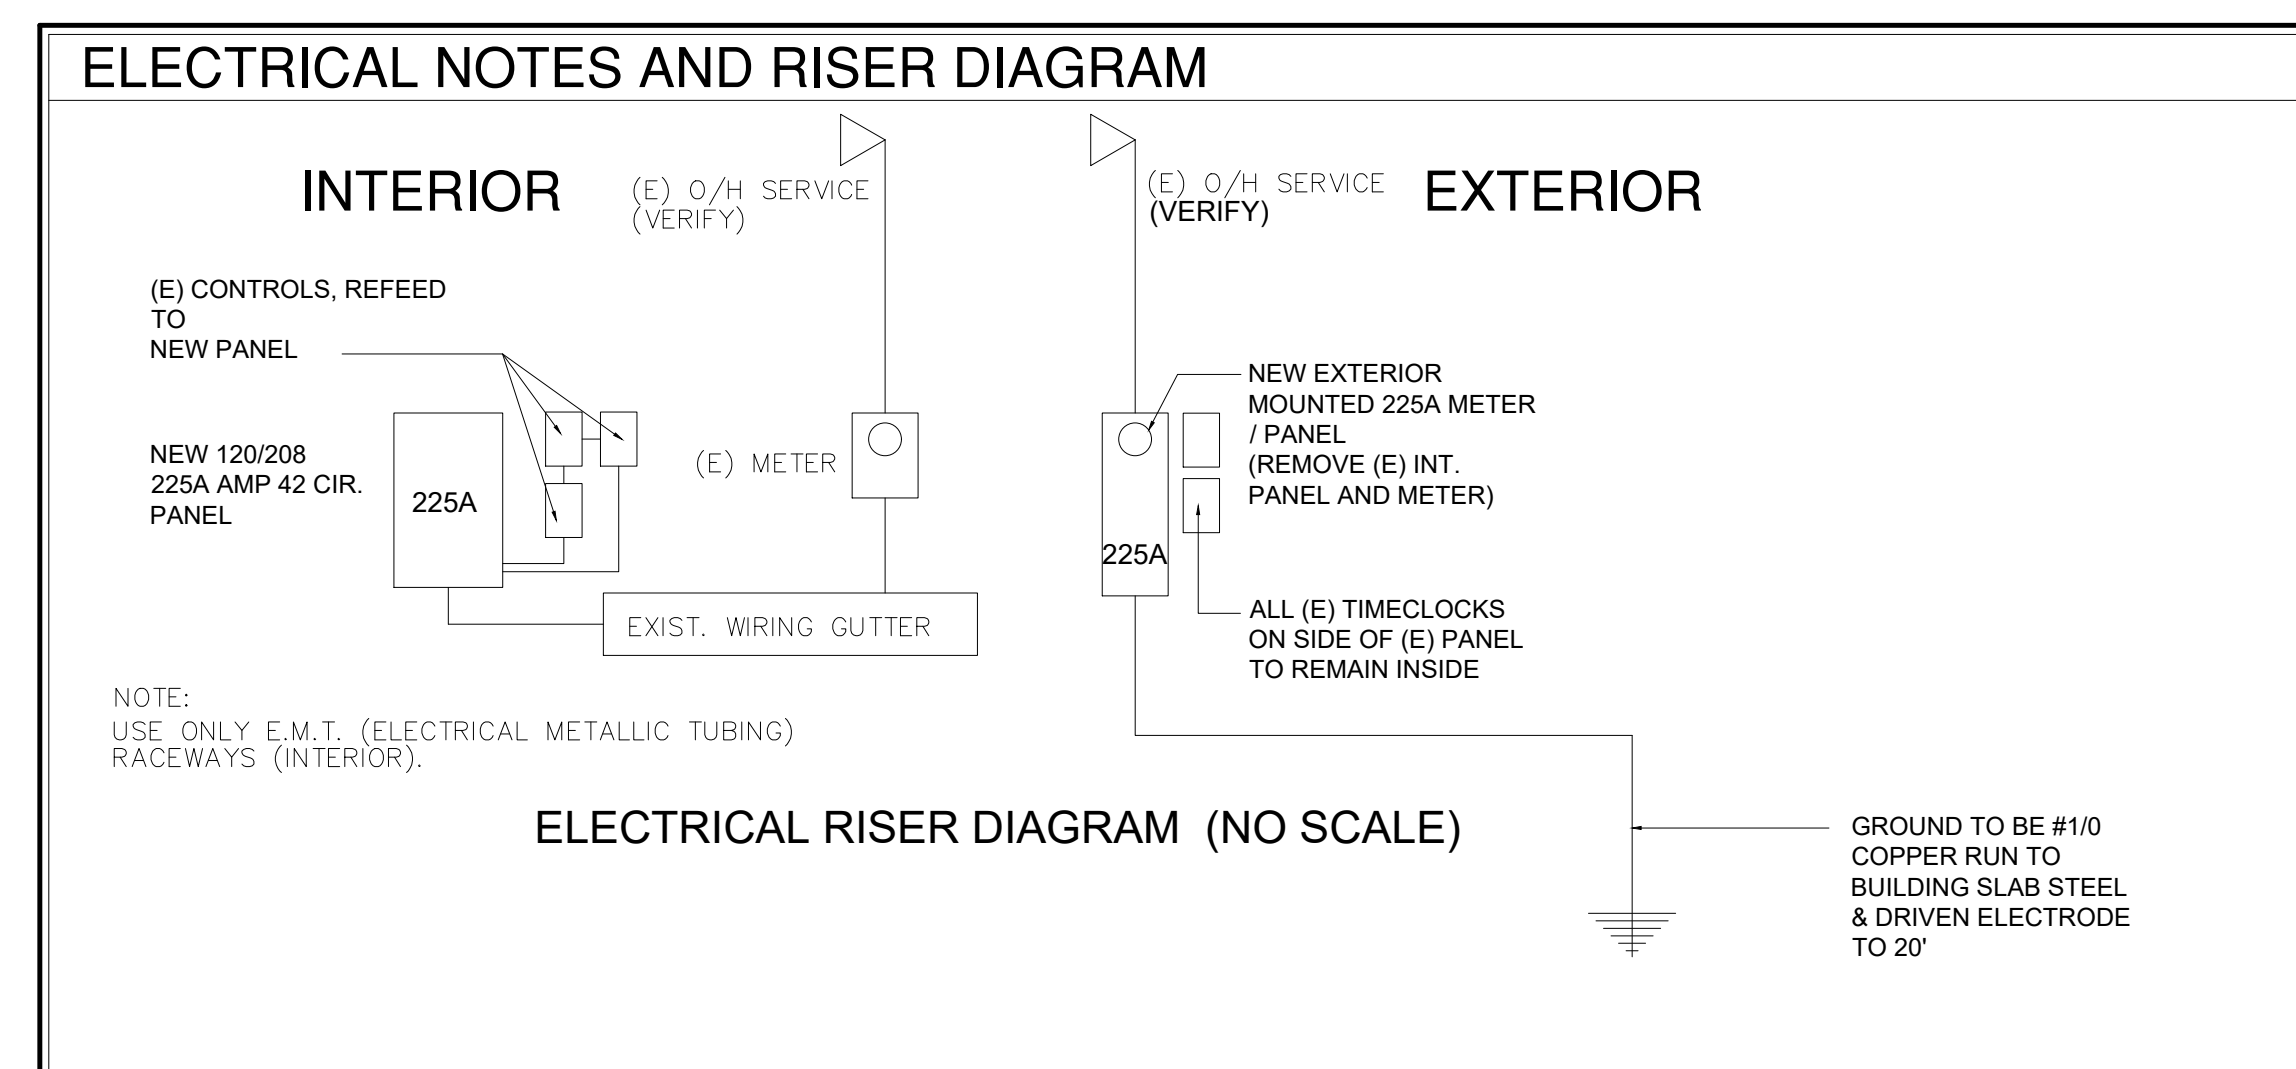 ELECTRICAL NOTES AND RISER DIAGRAM
INTERIOR
(E) O/H SERVICE
(VERIFY)
(E) O/H SERVICE
(VERIFY)
EXTERIOR
(E) CONTROLS, REFEED
TO
NEW PANEL
NEW 120/208
225A AMP 42 CIR.
PANEL
225A
(E) METER
225A
NEW EXTERIOR
MOUNTED 225A METER
/ PANEL
(REMOVE (E) INT.
PANEL AND METER)
ALL (E) TIMECLOCKS
ON SIDE OF (E) PANEL
TO REMAIN INSIDE
EXIST. WIRING GUTTER
NOTE:
USE ONLY E.M.T. (ELECTRICAL METALLIC TUBING)
RACEWAYS (INTERIOR).
ELECTRICAL RISER DIAGRAM (NO SCALE)
GROUND TO BE #1/0
COPPER RUN TO
BUILDING SLAB STEEL
& DRIVEN ELECTRODE
TO 20'